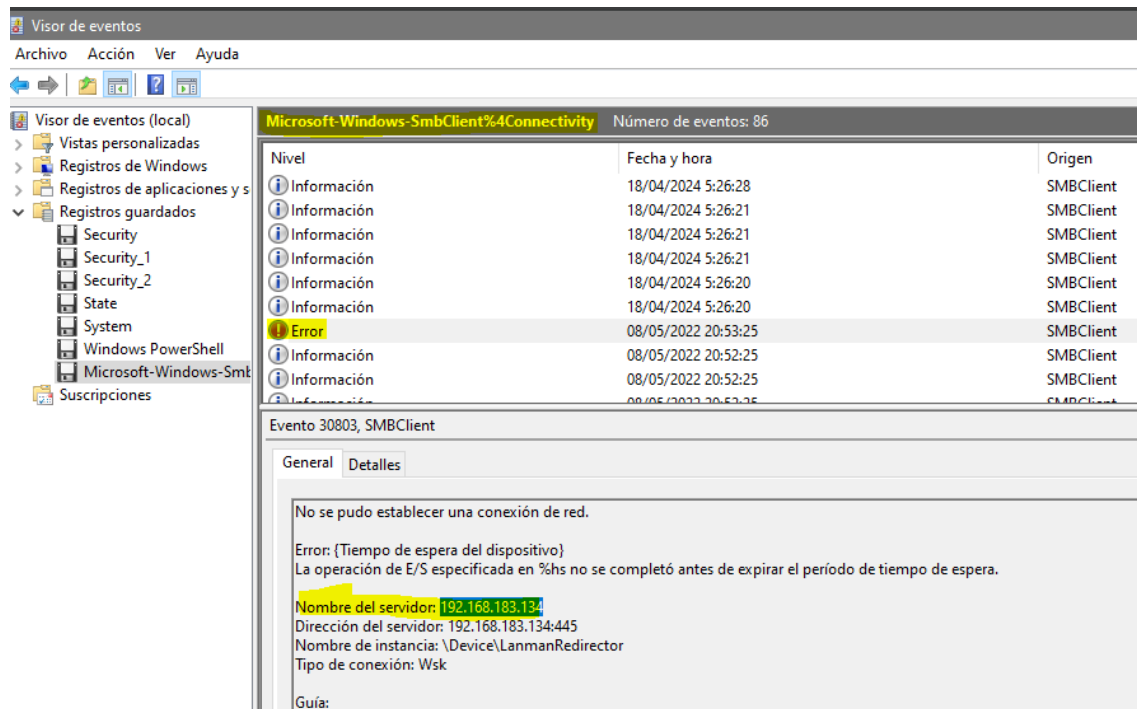 Visor de eventos
Archivo Acción Ver Ayuda
Visor de eventos (local)
Vistas personalizadas
Registros de Windows
Registros de aplicaciones y s
Registros guardados
Security
Security_1
Security_2
State
System
Windows PowerShell
Microsoft-Windows-Smb
Suscripciones
Microsoft-Windows-SmbClient%4Connectivity Número de eventos: 86
Nivel Fecha y hora Origen
Información 18/04/2024 5:26:28 SMBClient
Información 18/04/2024 5:26:21 SMBClient
Información 18/04/2024 5:26:21 SMBClient
Información 18/04/2024 5:26:21 SMBClient
Información 18/04/2024 5:26:20 SMBClient
Información 18/04/2024 5:26:20 SMBClient
Error 08/05/2022 20:53:25 SMBClient
Información 08/05/2022 20:52:25 SMBClient
Información 08/05/2022 20:52:25 SMBClient
Evento 30803, SMBClient
General Detalles
No se pudo establecer una conexión de red.
Error: {Tiempo de espera del dispositivo}
La operación de E/S especificada en %hs no se completó antes de expirar el período de tiempo de espera.
Nombre del servidor: 192.168.183.134
Dirección del servidor: 192.168.183.134:445
Nombre de instancia: \Device\LanmanRedirector
Tipo de conexión: Wsk
Guía: